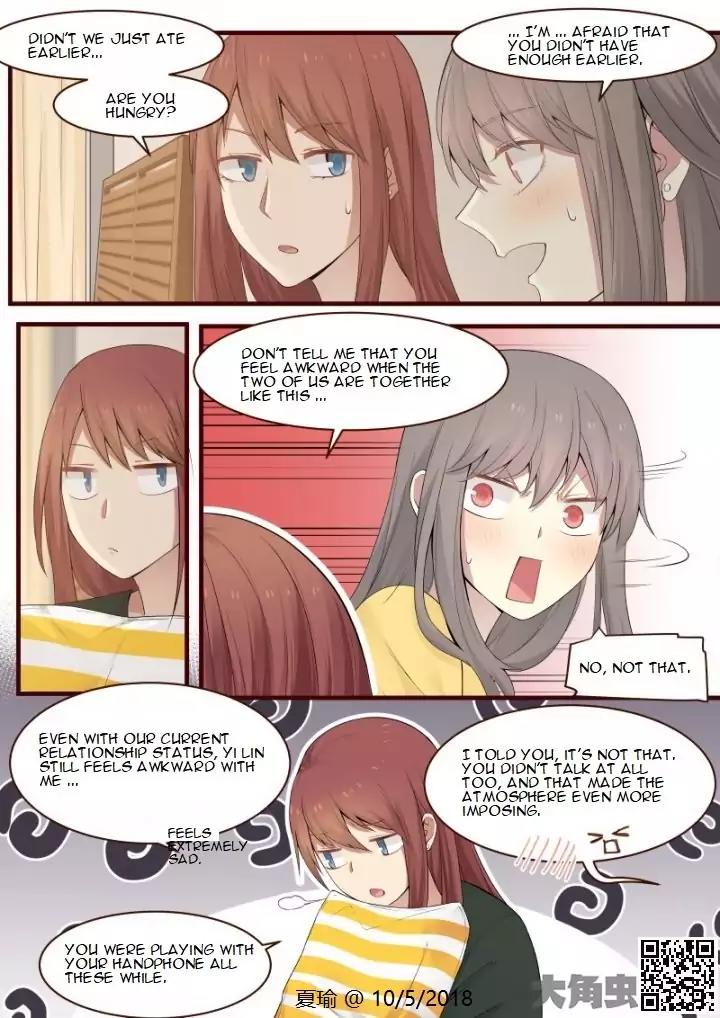 DIDN'T WE JUST ATE
EARLIER...
ARE YOU
HUNGRY?
... I'M ... AFRAID THAT
YOU DIDN'T HAVE
ENOUGH EARLIER.
DON'T TELL ME THAT YOU
FEEL AWKWARD WHEN THE
TWO OF US ARE TOGETHER
LIKE THIS ...
NO, NOT THAT.
EVEN WITH OUR CURRENT
RELATIONSHIP STATUS, YI LIN
STILL FEELS AWKWARD WITH
ME ...
FEELS
EXTREMELY
SAD.
I TOLD YOU, IT'S NOT THAT.
YOU DIDN'T TALK AT ALL
TOO, AND THAT MADE THE
ATMOSPHERE EVEN MORE
IMPOSING.
YOU WERE PLAYING WITH
YOUR HANDPHONE ALL
THESE WHILE.
夏瑜 @ 10/5/2018
大角虫